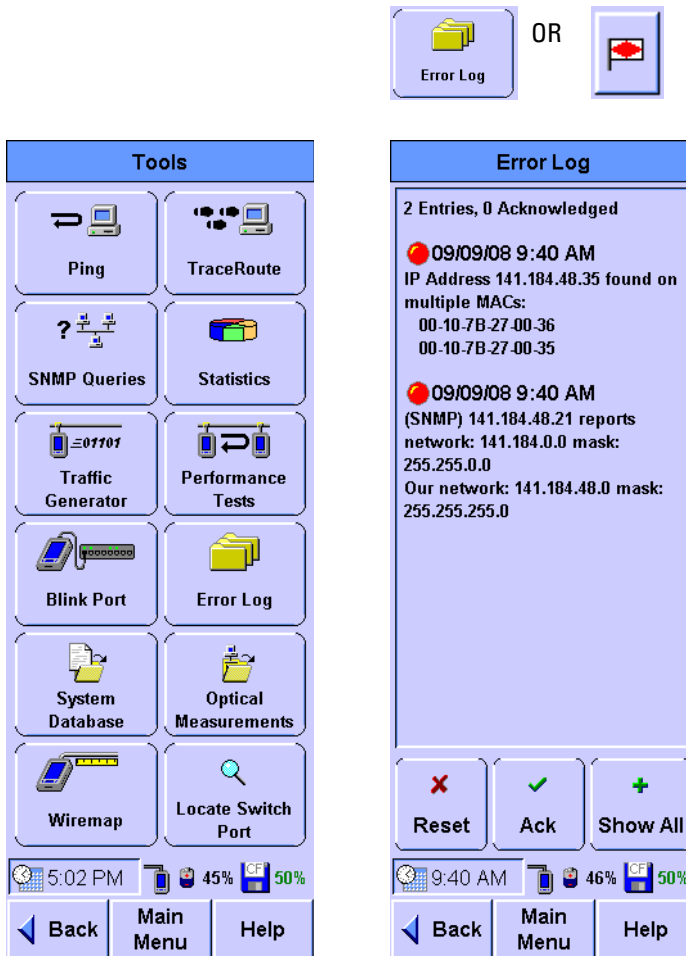 Error Log
OR
Tools
Ping
TraceRoute
SNMP Queries
Statistics
01101
Traffic
Generator
Performance
Tests
Blink Port
Error Log
System
Database
Optical
Measurements
Wiremap
Locate Switch
Port
5:02 PM 45% CF 50%
Back
Main
Menu
Help
Error Log
2 Entries, 0 Acknowledged
09/09/08 9:40 AM
IP Address 141.184.48.35 found on
multiple MACs:
00-10-7B-27-00-36
00-10-7B-27-00-35
09/09/08 9:40 AM
(SNMP) 141.184.48.21 reports
network: 141.184.0.0 mask:
255.255.0.0
Our network: 141.184.48.0 mask:
255.255.255.0
Reset
Ack
Show All
9:40 AM 46% CF 50%
Back
Main
Menu
Help